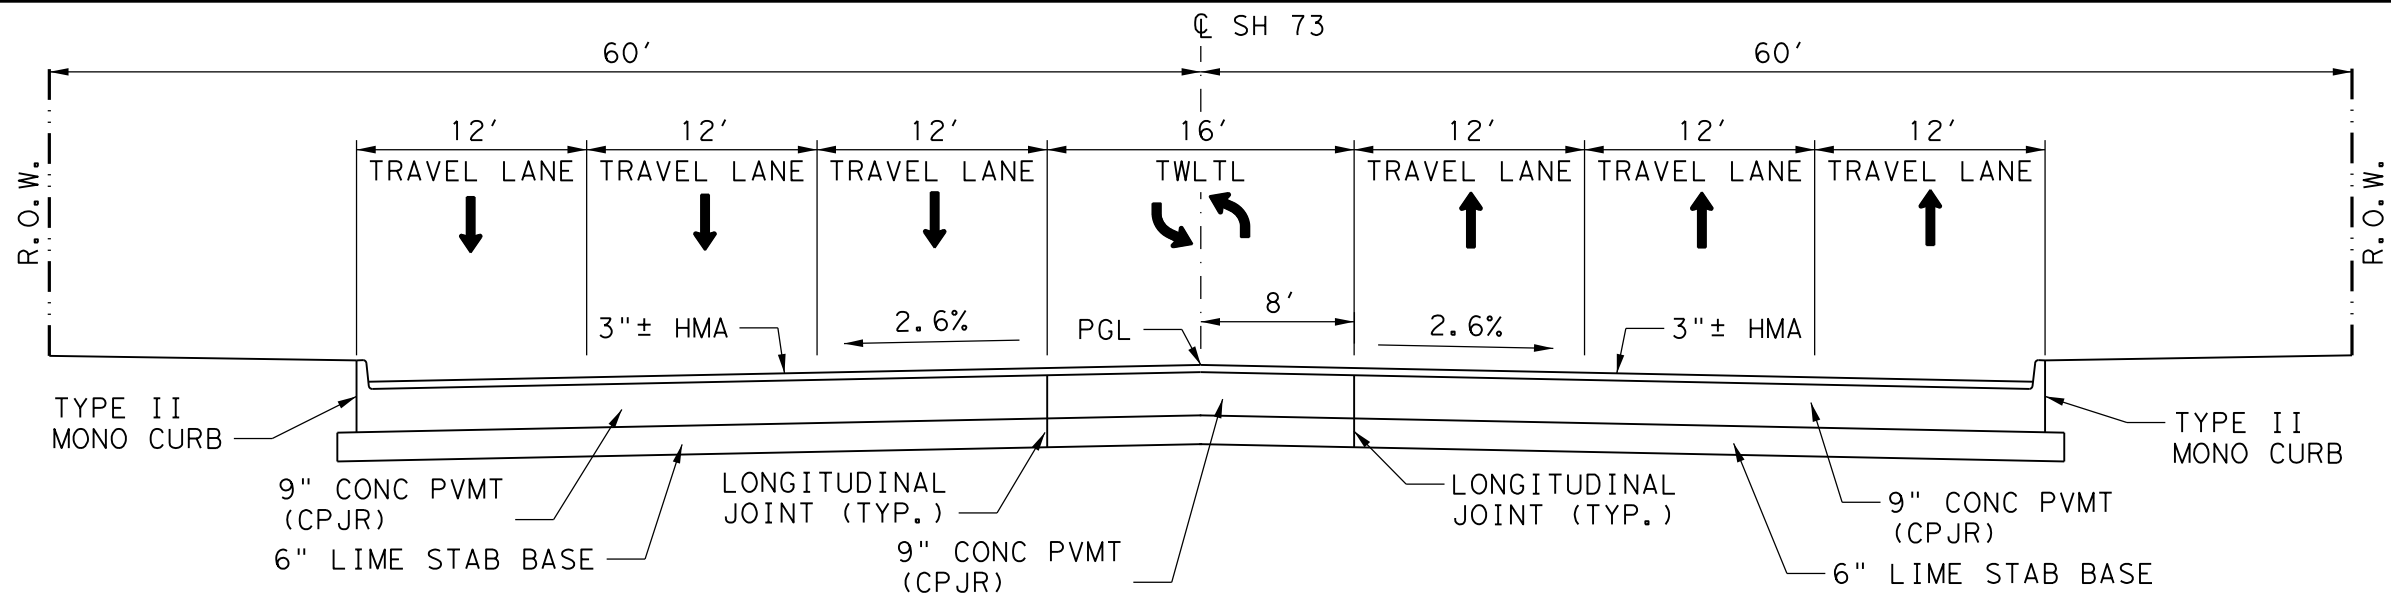 ℄ SH 73
60' 60'
12' 12' 12' 16' 12' 12' 12'
TRAVEL LANE TRAVEL LANE TRAVEL LANE TWLTL TRAVEL LANE TRAVEL LANE TRAVEL LANE
R.O.W. R.O.W.
8'
3"± HMA 2.6% PGL 2.6% 3"± HMA
TYPE II
MONO CURB
TYPE II
MONO CURB
9" CONC PVMT
(CPJR)
6" LIME STAB BASE
LONGITUDINAL
JOINT (TYP.)
9" CONC PVMT
(CPJR)
LONGITUDINAL
JOINT (TYP.)
9" CONC PVMT
(CPJR)
6" LIME STAB BASE